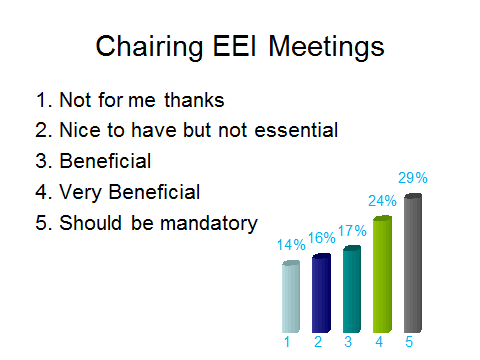 Chairing EEI Meetings
1. Not for me thanks
2. Nice to have but not essential
3. Beneficial
4. Very Beneficial
5. Should be mandatory
14% 16% 17% 24% 29%
1 2 3 4 5